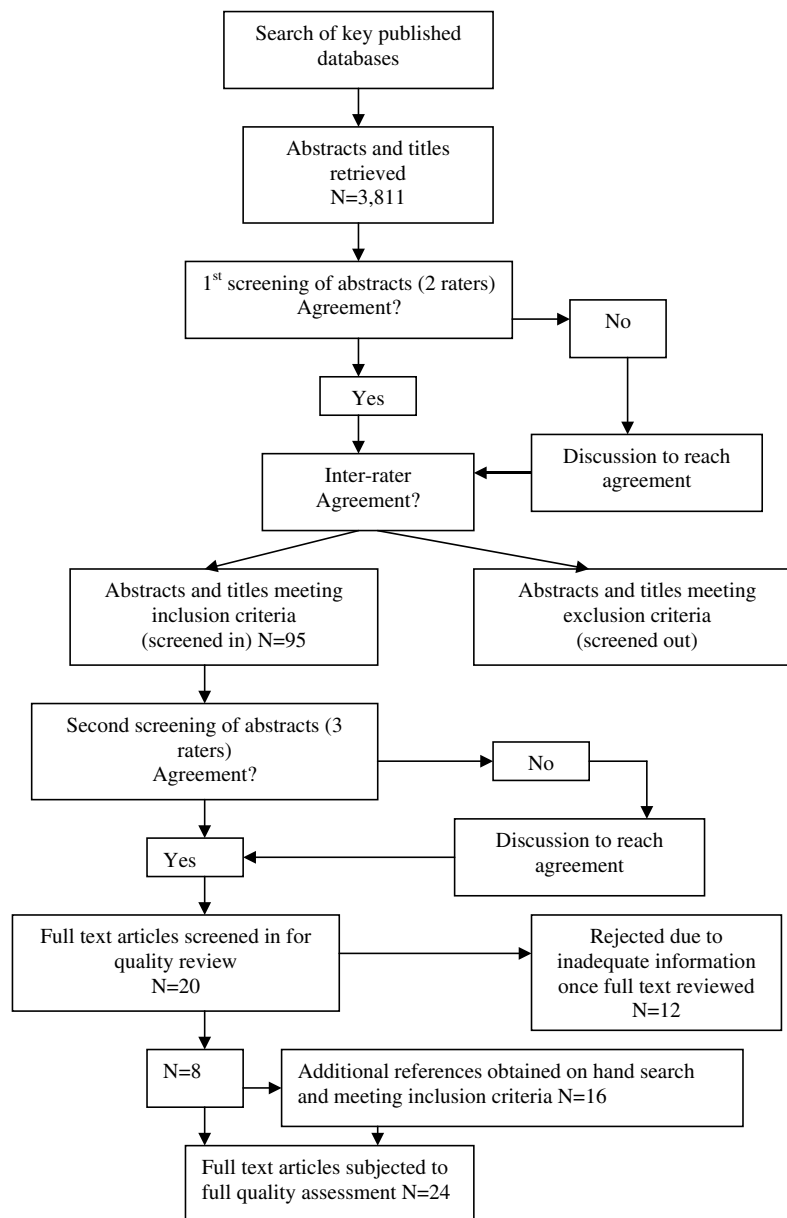 Search of key published
databases
Abstracts and titles
retrieved
N=3,811
1st screening of abstracts (2 raters)
Agreement?
No
Yes
Discussion to reach
agreement
Inter-rater
Agreement?
Abstracts and titles meeting
inclusion criteria
(screened in) N=95
Abstracts and titles meeting
exclusion criteria
(screened out)
Second screening of abstracts (3
raters)
Agreement?
No
Discussion to reach
agreement
Yes
Full text articles screened in for
quality review
N=20
Rejected due to
inadequate information
once full text reviewed
N=12
N=8
Additional references obtained on hand search
and meeting inclusion criteria N=16
Full text articles subjected to
full quality assessment N=24